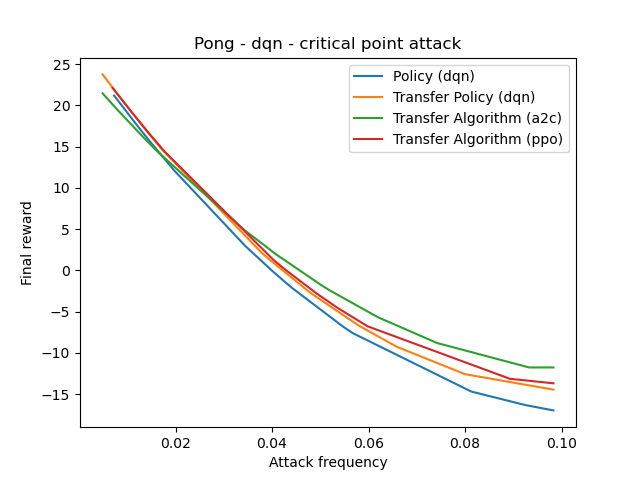 Pong - dqn - critical point attack
Policy (dqn)
Transfer Policy (dqn)
Transfer Algorithm (a2c)
Transfer Algorithm (ppo)
Final reward
25
20
15
10
5
0
−5
−10
−15
0.02 0.04 0.06 0.08 0.10
Attack frequency